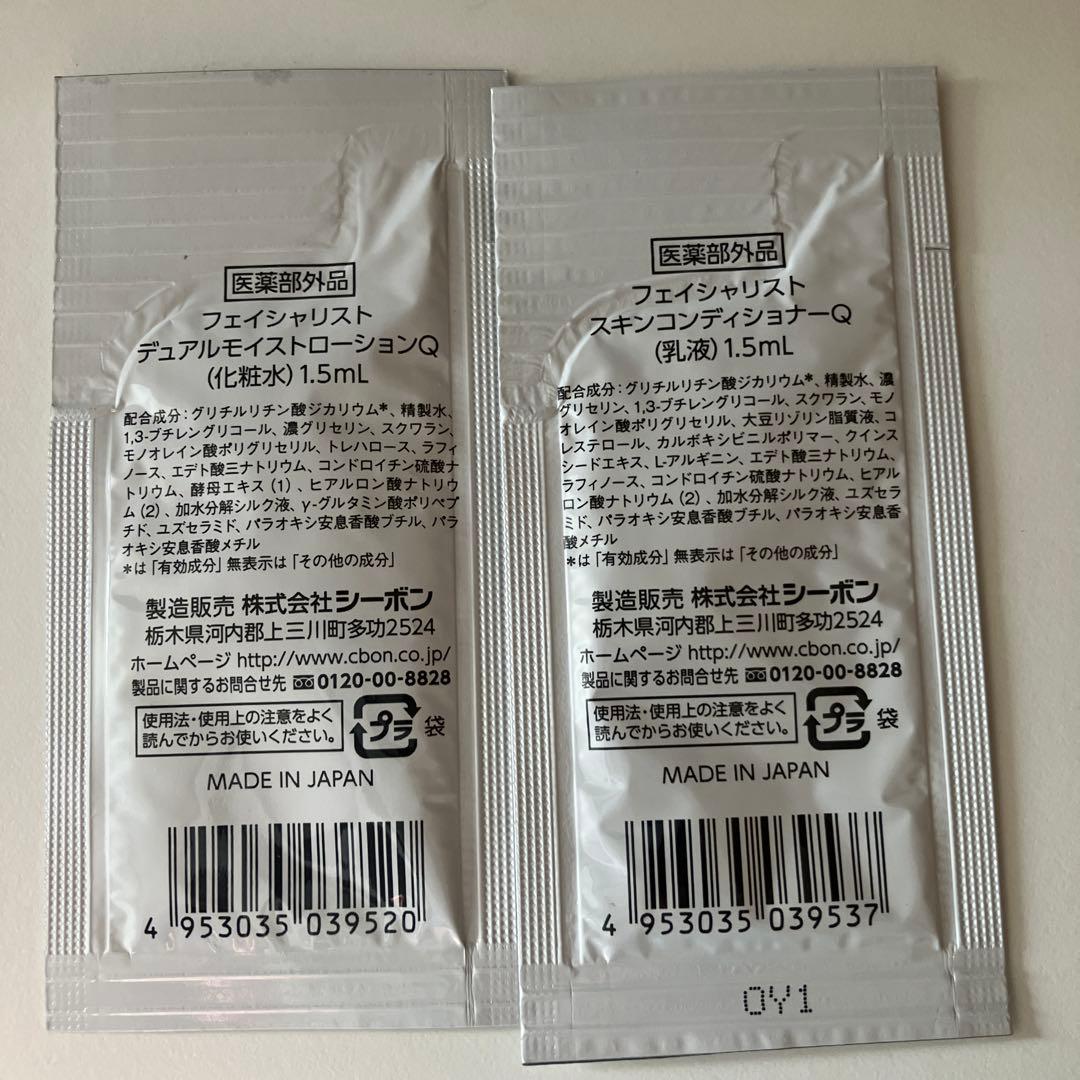 医薬部外品
フェイシャリスト
デュアルモイストローションQ
(化粧水) 1.5mL
配合成分:グリチルリチン酸ジカリウム*、精製水、
1,3-ブチレングリコール、濃グリセリン、スクワラン、
モノオレイン酸ポリグリセリル、トレハロース、ラフィ
ノース、エデト酸三ナトリウム、コンドロイチン硫酸ナ
トリウム、酵母エキス(1)、ヒアルロン酸ナトリウ
ム(2)、加水分解シルク液、γ-グルタミン酸ポリペプ
チド、ユズセラミド、パラオキシ安息香酸ブチル、パラ
オキシ安息香酸メチル
*は「有効成分」無表示は「その他の成分」
製造販売 株式会社シーボン
栃木県河内郡上三川町多功2524
ホームページ http://www.cbon.co.jp/
製品に関するお問合せ先 0120-00-8828
使用法・使用上の注意をよく
読んでからお使いください。
プラ 袋
MADE IN JAPAN
4 953035 039520
医薬部外品
フェイシャリスト
スキンコンディショナーQ
(乳液) 1.5mL
配合成分:グリチルリチン酸ジカリウム*、精製水、濃
グリセリン、1,3-ブチレングリコール、スクワラン、モノ
オレイン酸ポリグリセリル、大豆リゾリン脂質液、コ
レステロール、カルボキシビニルポリマー、クインス
シードエキス、L-アルギニン、エデト酸三ナトリウム、
ラフィノース、コンドロイチン硫酸ナトリウム、ヒアル
ロン酸ナトリウム(2)、加水分解シルク液、ユズセラ
ミド、パラオキシ安息香酸ブチル、パラオキシ安息香
酸メチル
*は「有効成分」無表示は「その他の成分」
製造販売 株式会社シーボン
栃木県河内郡上三川町多功2524
ホームページ http://www.cbon.co.jp/
製品に関するお問合せ先 0120-00-8828
使用法・使用上の注意をよく
読んでからお使いください。
プラ 袋
MADE IN JAPAN
4 953035 039537
OY1